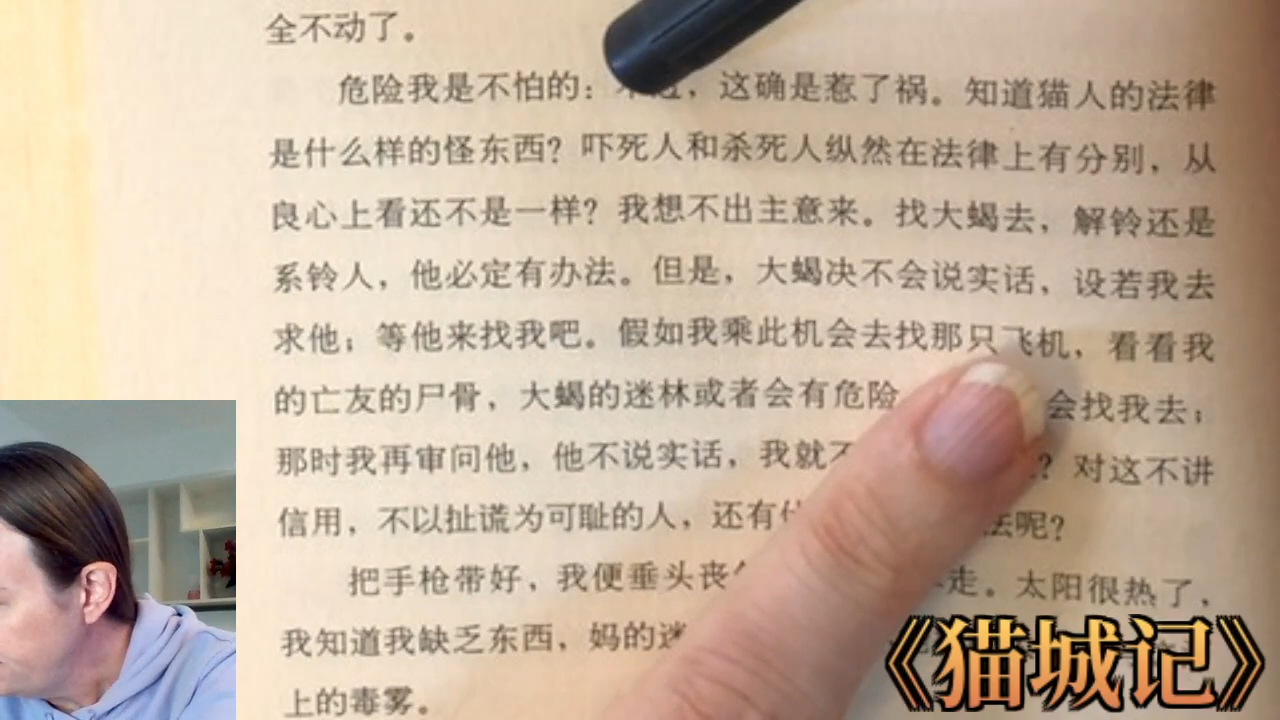 全不动了。
危险我是不怕的：，这确是惹了祸。知道猫人的法律
是什么样的怪东西？吓死人和杀死人纵然在法律上有分别，从
良心上看还不是一样？我想不出主意来。找大蝎去，解铃还是
系铃人，他必定有办法。但是，大蝎决不会说实话，设若我去
求他；等他来找我吧。假如我乘此机会去找那只飞机，看看我
的亡友的尸骨，大蝎的迷林或者会有危险 会找我去；
那时我再审问他，他不说实话，我就不 ？对这不讲
信用，不以扯谎为可耻的人，还有什 法呢？
把手枪带好，我便垂头丧 走。太阳很热了，
我知道我缺乏东西，妈的迷
上的毒雾。
《猫城记》